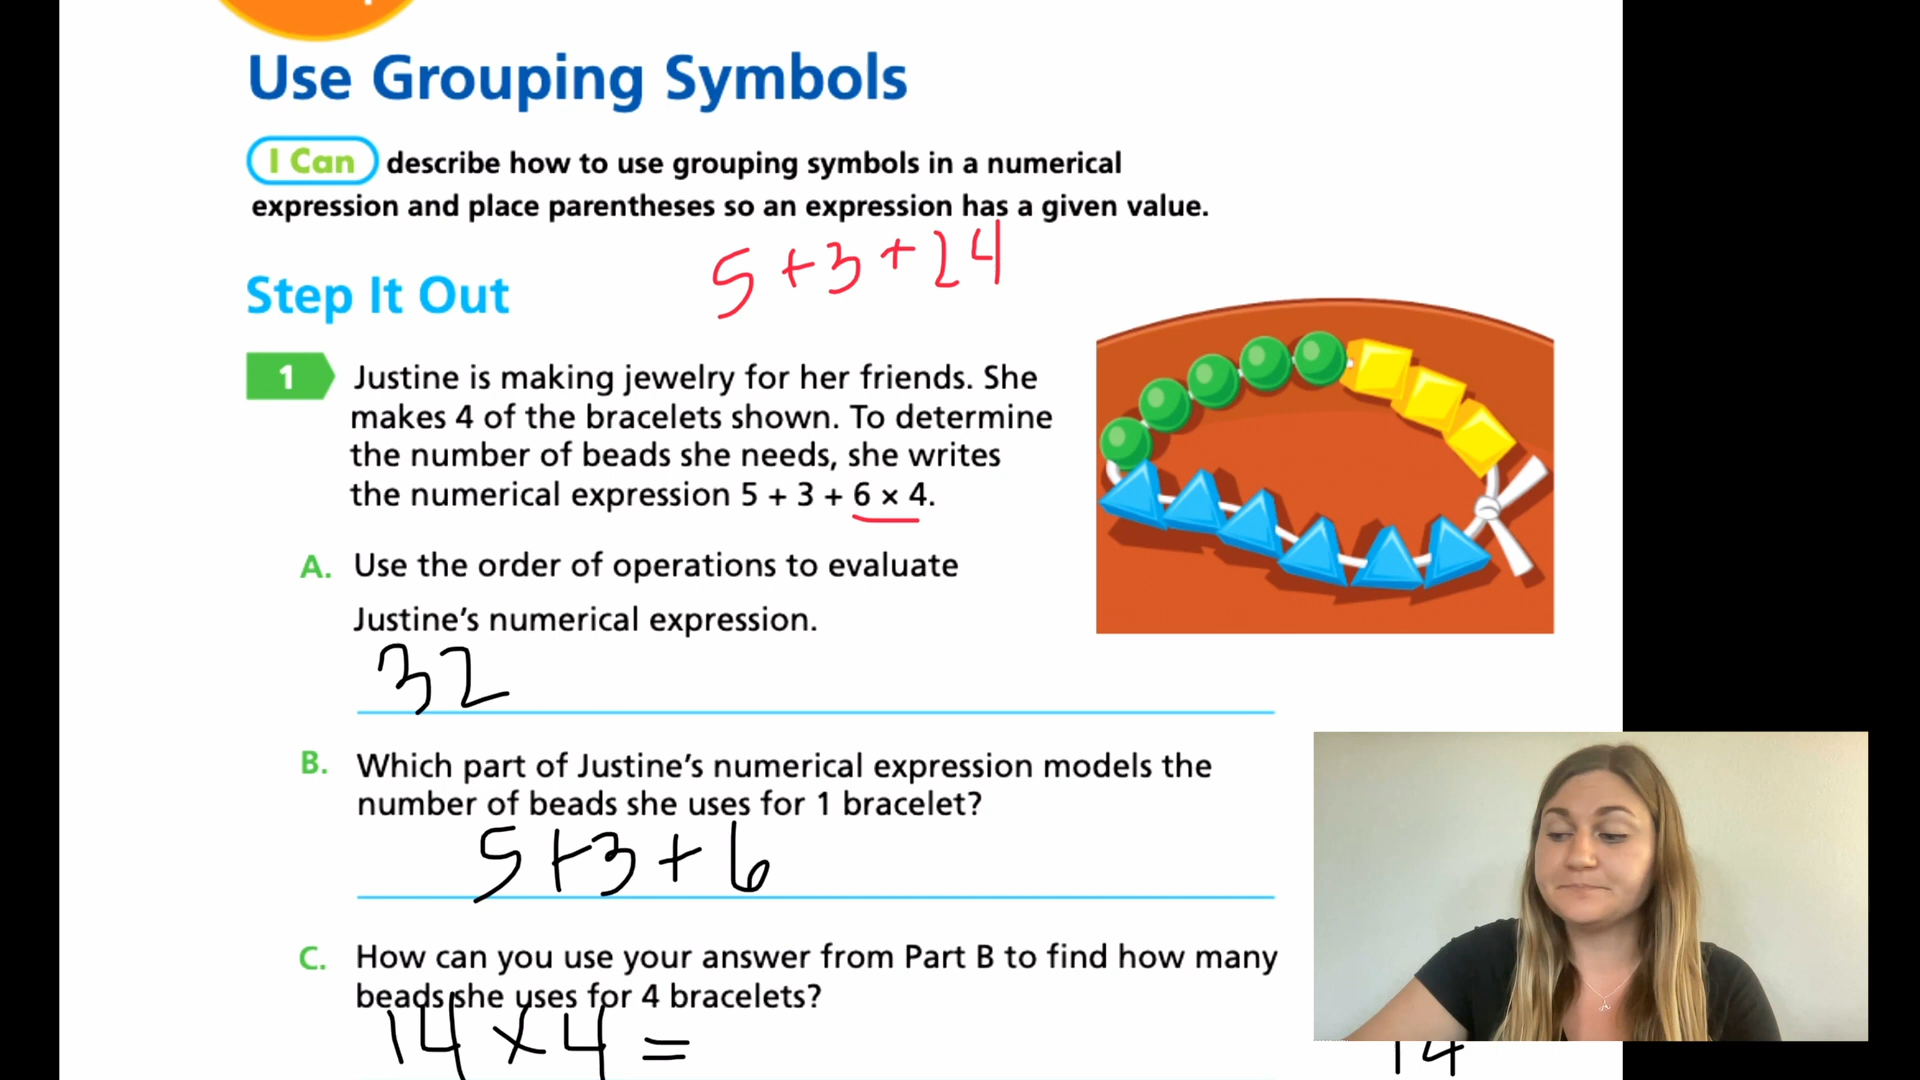 Use Grouping Symbols
I Can describe how to use grouping symbols in a numerical
expression and place parentheses so an expression has a given value.
5 + 3 + 24
Step It Out
1 Justine is making jewelry for her friends. She
makes 4 of the bracelets shown. To determine
the number of beads she needs, she writes
the numerical expression 5 + 3 + 6 × 4.
A. Use the order of operations to evaluate
Justine's numerical expression.
32
B. Which part of Justine's numerical expression models the
number of beads she uses for 1 bracelet?
5 + 3 + 6
C. How can you use your answer from Part B to find how many
beads she uses for 4 bracelets?
14 × 4 =
14